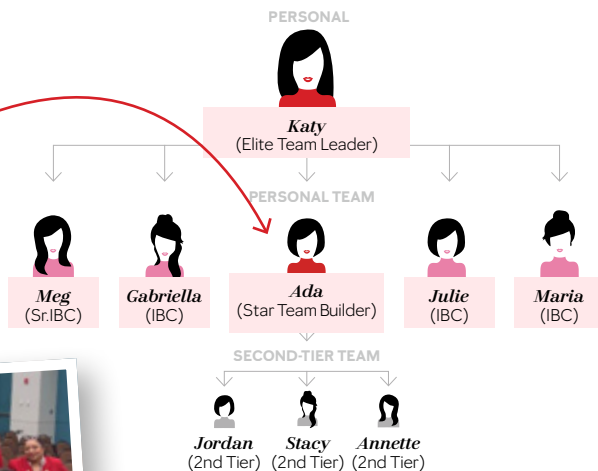 PERSONAL
Katy
(Elite Team Leader)
PERSONAL TEAM
Meg
(Sr.IBC)
Gabriella
(IBC)
Ada
(Star Team Builder)
Julie
(IBC)
Maria
(IBC)
SECOND-TIER TEAM
Jordan
(2nd Tier)
Stacy
(2nd Tier)
Annette
(2nd Tier)